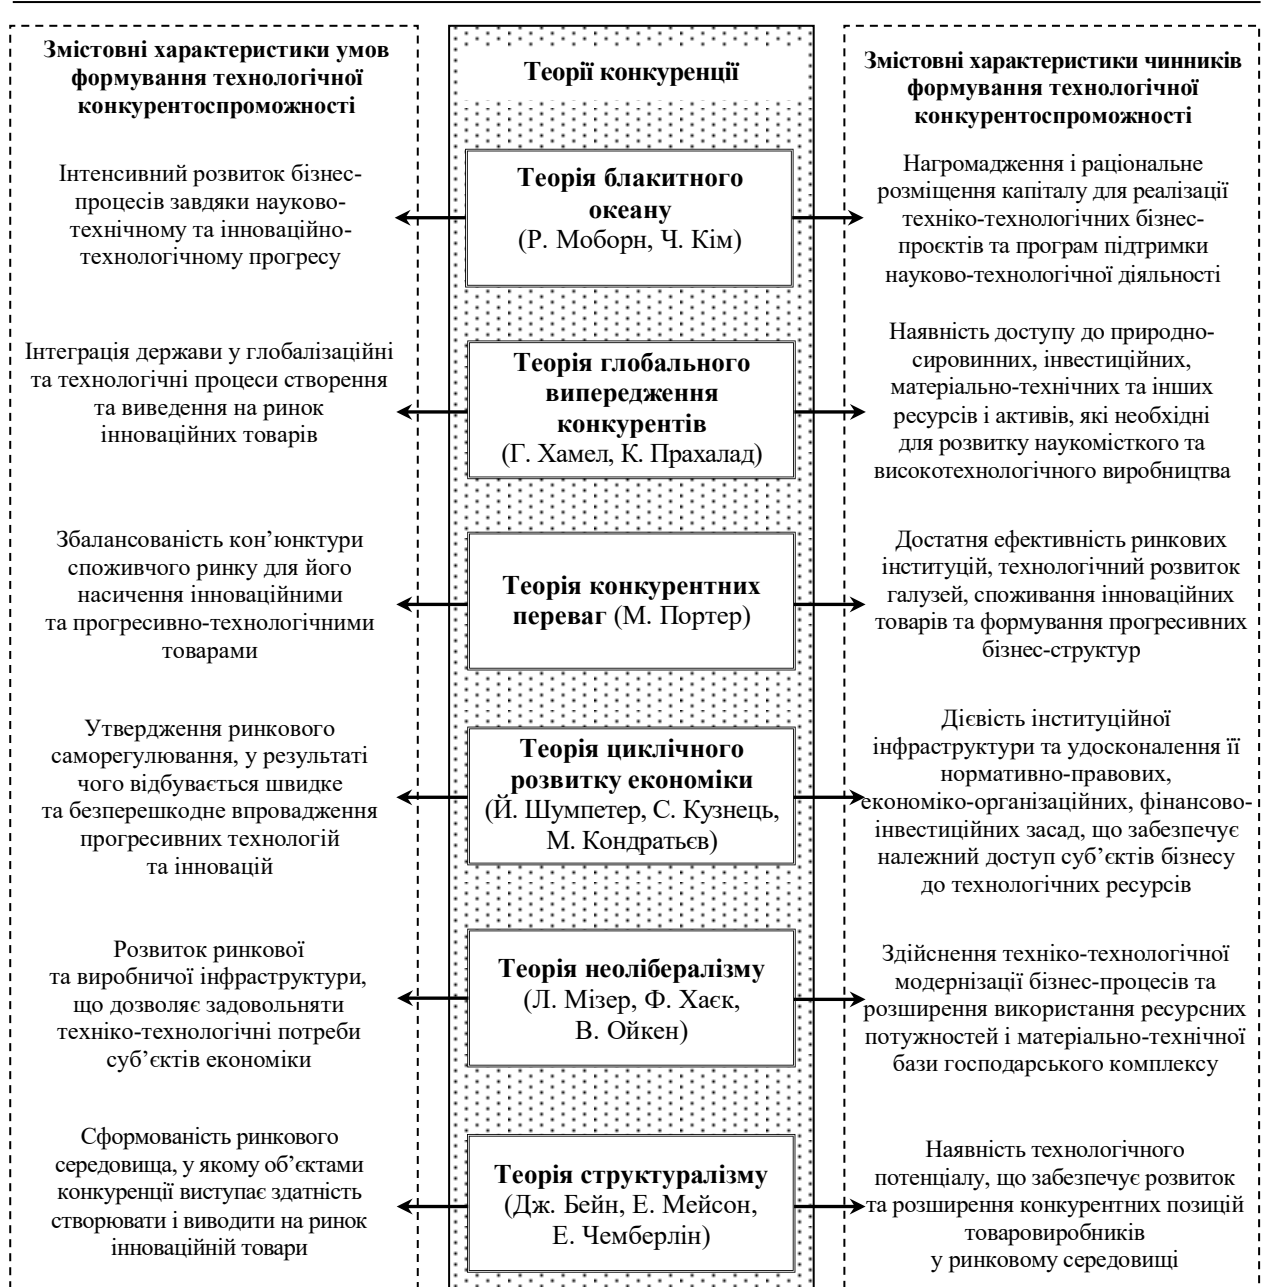 Змістовні характеристики умов
формування технологічної
конкурентоспроможності
Теорії конкуренції
Змістовні характеристики чинників
формування технологічної
конкурентоспроможності
Інтенсивний розвиток бізнес-
процесів завдяки науково-
технічному та інноваційно-
технологічному прогресу
Теорія блакитного
океану
(Р. Моборн, Ч. Кім)
Нагромадження і раціональне
розміщення капіталу для реалізації
техніко-технологічних бізнес-
проєктів та програм підтримки
науково-технологічної діяльності
Інтеграція держави у глобалізаційні
та технологічні процеси створення
та виведення на ринок
інноваційних товарів
Теорія глобального
випередження
конкурентів
(Г. Хамел, К. Прахалад)
Наявність доступу до природно-
сировинних, інвестиційних,
матеріально-технічних та інших
ресурсів і активів, які необхідні
для розвитку наукомісткого та
високотехнологічного виробництва
Збалансованість кон’юнктури
споживчого ринку для його
насичення інноваційними
та прогресивно-технологічними
товарами
Теорія конкурентних
переваг (М. Портер)
Достатня ефективність ринкових
інституцій, технологічний розвиток
галузей, споживання інноваційних
товарів та формування прогресивних
бізнес-структур
Утвердження ринкового
саморегулювання, у результаті
чого відбувається швидке
та безперешкодне впровадження
прогресивних технологій
та інновацій
Теорія циклічного
розвитку економіки
(Й. Шумпетер, С. Кузнець,
М. Кондратьєв)
Дієвість інституційної
інфраструктури та удосконалення її
нормативно-правових,
економіко-організаційних, фінансово-
інвестиційних засад, що забезпечує
належний доступ суб’єктів бізнесу
до технологічних ресурсів
Розвиток ринкової
та виробничої інфраструктури,
що дозволяє задовольняти
техніко-технологічні потреби
суб’єктів економіки
Теорія неолібералізму
(Л. Мізер, Ф. Хаєк,
В. Ойкен)
Здійснення техніко-технологічної
модернізації бізнес-процесів та
розширення використання ресурсних
потужностей і матеріально-технічної
бази господарського комплексу
Сформованість ринкового
середовища, у якому об’єктами
конкуренції виступає здатність
створювати і виводити на ринок
інноваційній товари
Теорія структуралізму
(Дж. Бейн, Е. Мейсон,
Е. Чемберлін)
Наявність технологічного
потенціалу, що забезпечує розвиток
та розширення конкурентних позицій
товаровиробників
у ринковому середовищі